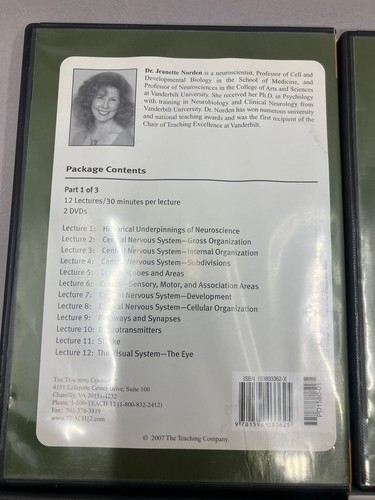 Dr. Jeanette Norden is a neuroscientist, Professor of Cell and
Developmental Biology in the School of Medicine, and
Professor of Neurosciences in the College of Arts and Sciences
at Vanderbilt University. She received her Ph.D. in Psychology
with training in Neurobiology and Clinical Neurology from
Vanderbilt University. Dr. Norden has won numerous university
and national teaching awards and was the first recipient of the
Chair of Teaching Excellence at Vanderbilt.
Package Contents
Part 1 of 3
12 Lectures/30 minutes per lecture
2 DVDs
Lecture 1: Historical Underpinnings of Neuroscience
Lecture 2: Central Nervous System—Gross Organization
Lecture 3: Central Nervous System—Internal Organization
Lecture 4: Central Nervous System—Subdivisions
Lecture 5: Lobes and Areas
Lecture 6: Sensory, Motor, and Association Areas
Lecture 7: Central Nervous System—Development
Lecture 8: Central Nervous System—Cellular Organization
Lecture 9: Pathways and Synapses
Lecture 10: Neurotransmitters
Lecture 11: Stroke
Lecture 12: The Visual System—The Eye
THE TEACHING COMPANY
4151 Lafayette Center Drive, Suite 100
Chantilly, VA 20151-1232
Phone: 1-800-TEACH-12 (1-800-832-2412)
Fax: 703-378-3819
www.TEACH12.com
ISBN 159803362-X
© 2007 The Teaching Company.